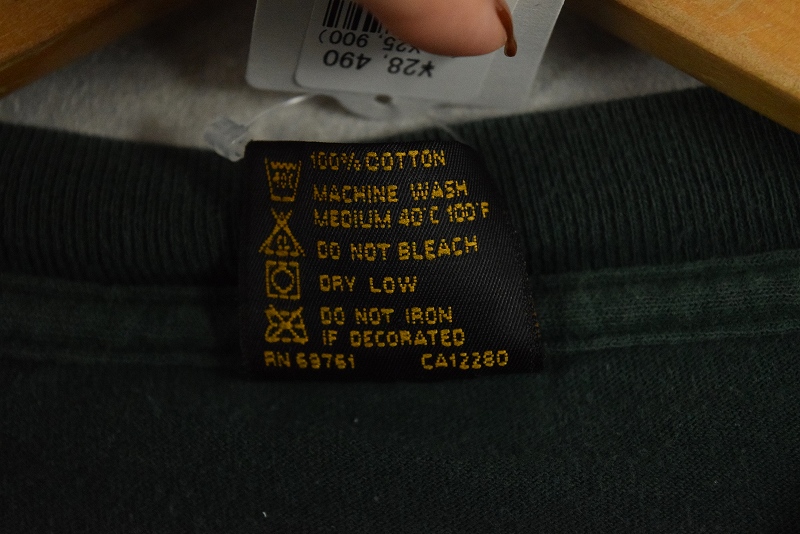 ¥28,490
¥25,900)
100% COTTON
MACHINE WASH
MEDIUM 40°C 100°F
DO NOT BLEACH
DRY LOW
DO NOT IRON
IF DECORATED
RN 69761 CA12280
40C